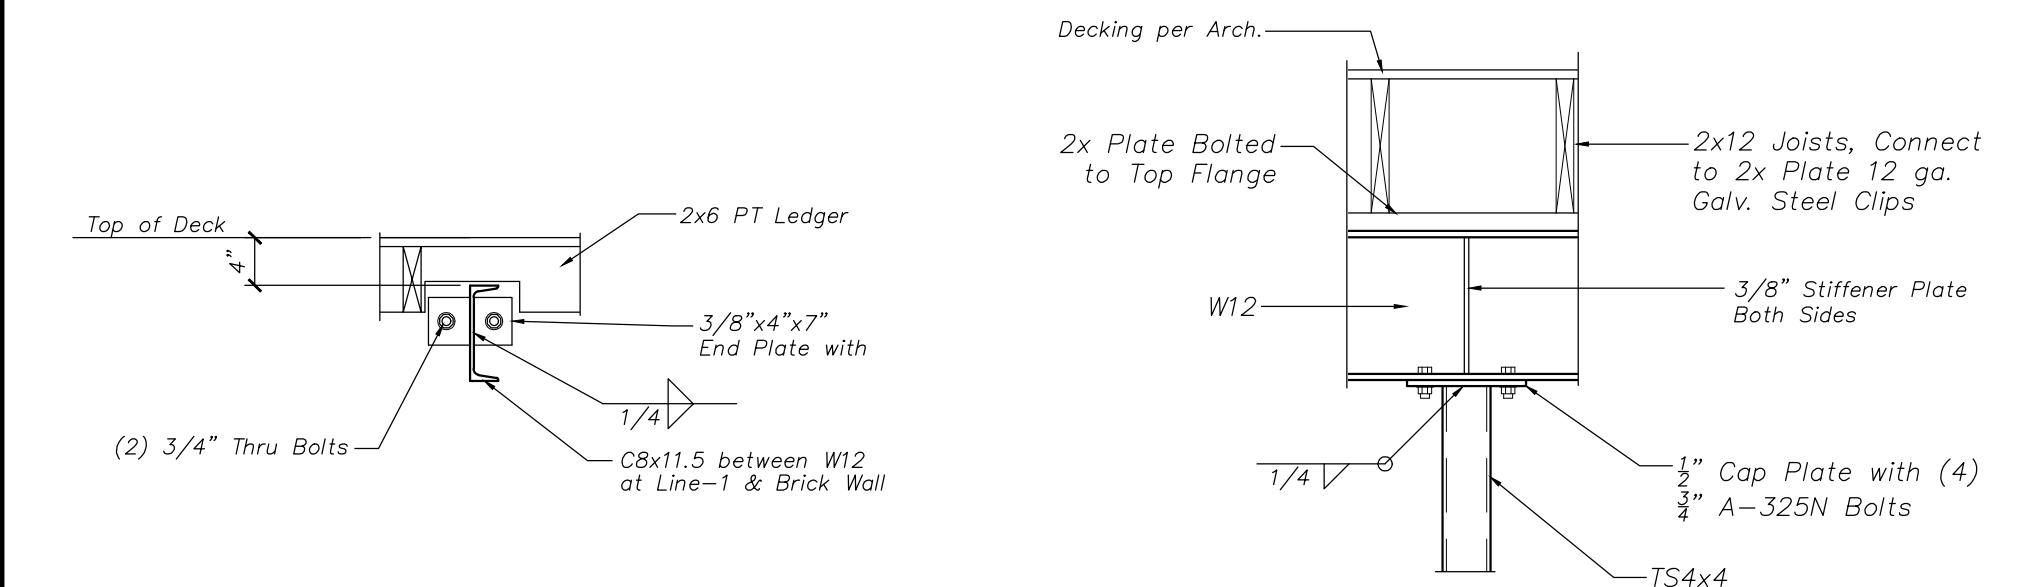 Top of Deck
4"
2x6 PT Ledger
3/8"x4"x7"
End Plate with
1/4
(2) 3/4" Thru Bolts
C8x11.5 between W12
at Line-1 & Brick Wall
Decking per Arch.
2x Plate Bolted
to Top Flange
2x12 Joists, Connect
to 2x Plate 12 ga.
Galv. Steel Clips
W12
3/8" Stiffener Plate
Both Sides
1/4
1/2" Cap Plate with (4)
3/4" A-325N Bolts
TS4x4